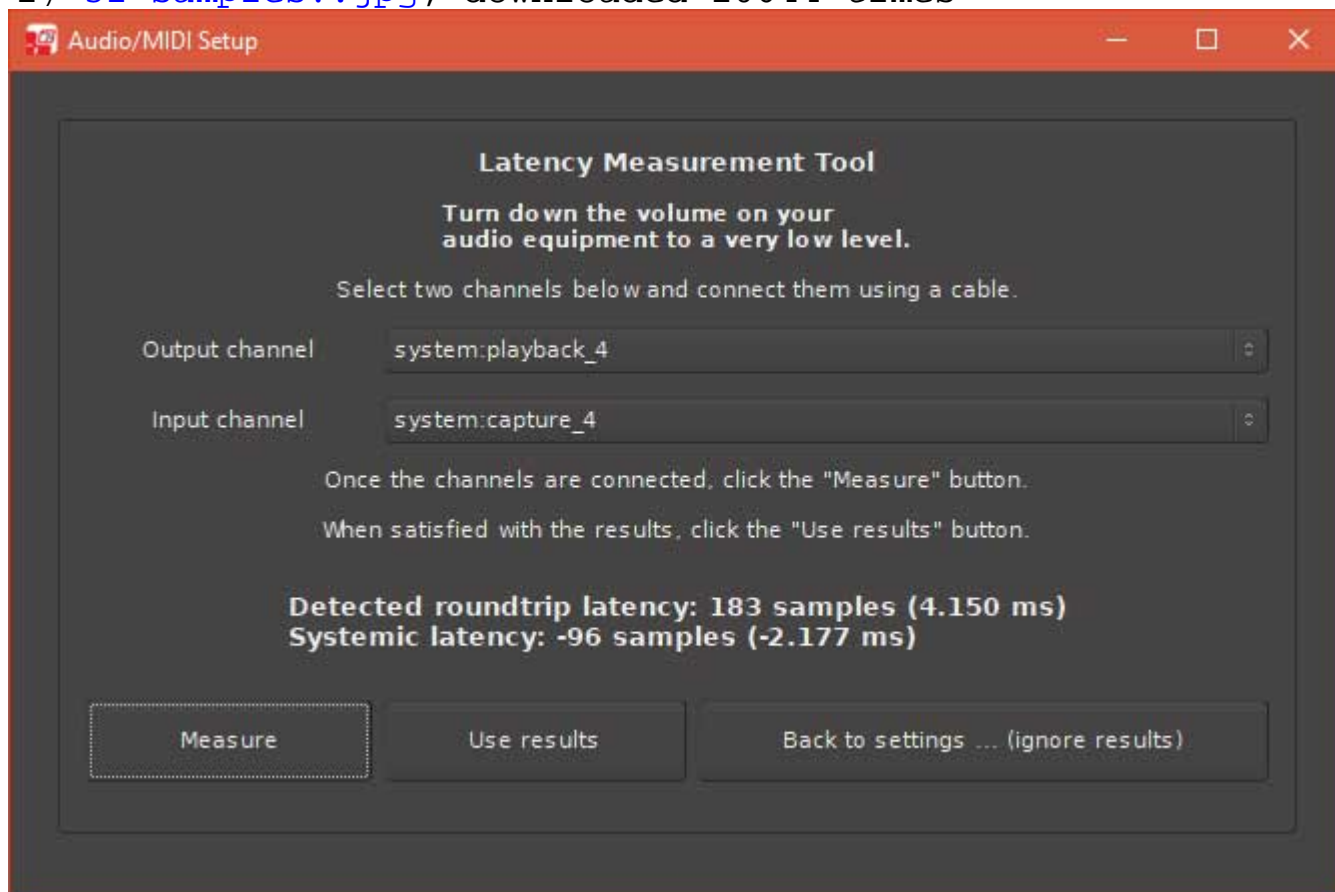 Audio/MIDI Setup
Latency Measurement Tool
Turn down the volume on your
audio equipment to a very low level.
Select two channels below and connect them using a cable.
Output channel system:playback_4
Input channel system:capture_4
Once the channels are connected, click the "Measure" button.
When satisfied with the results, click the "Use results" button.
Detected roundtrip latency: 183 samples (4.150 ms)
Systemic latency: -96 samples (-2.177 ms)
Measure Use results Back to settings ... (ignore results)